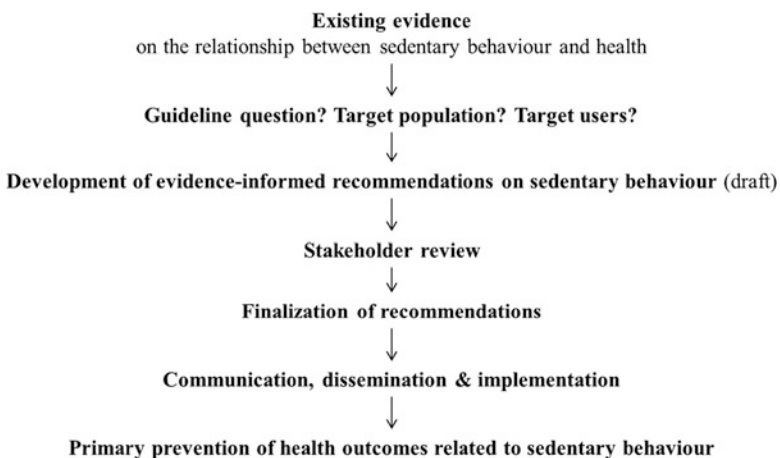 Existing evidence
on the relationship between sedentary behaviour and health
Guideline question? Target population? Target users?
Development of evidence-informed recommendations on sedentary behaviour (draft)
Stakeholder review
Finalization of recommendations
Communication, dissemination & implementation
Primary prevention of health outcomes related to sedentary behaviour